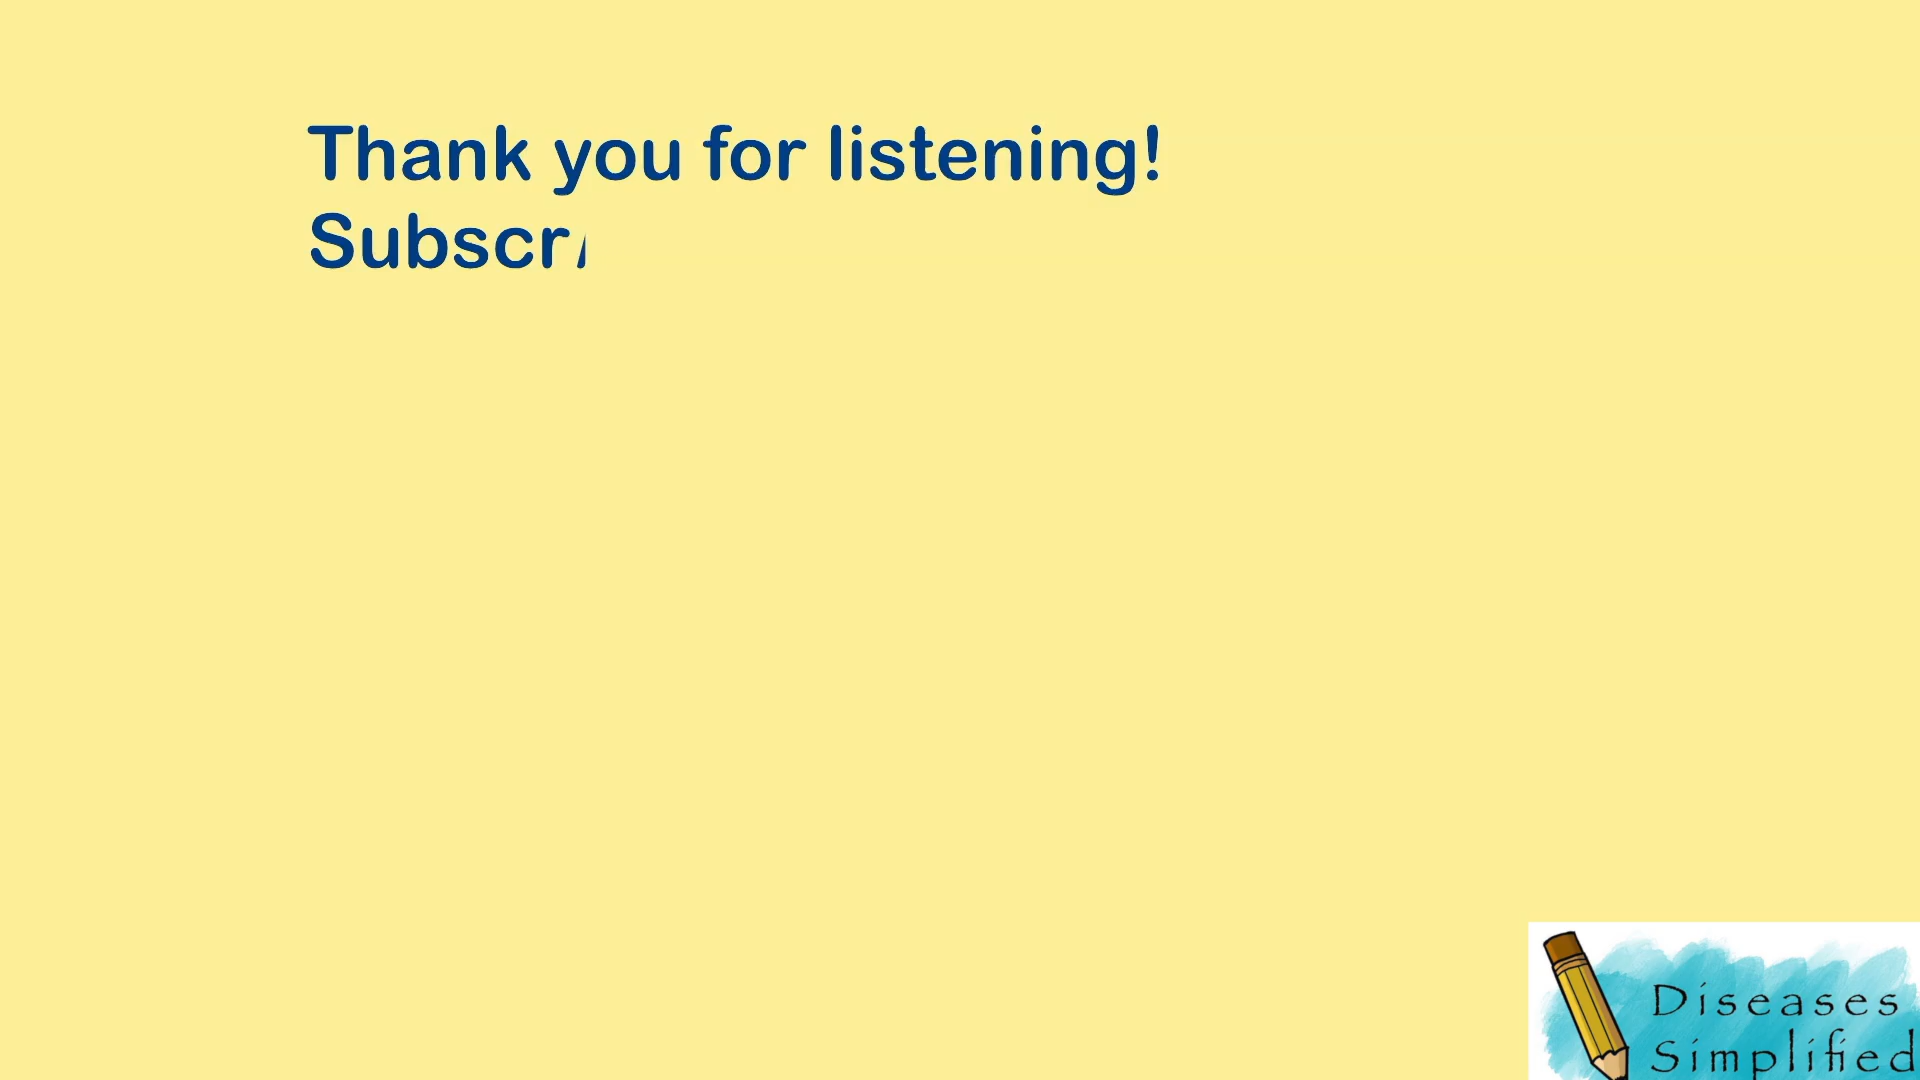 Thank you for listening!
Subscr
Diseases
Simplified